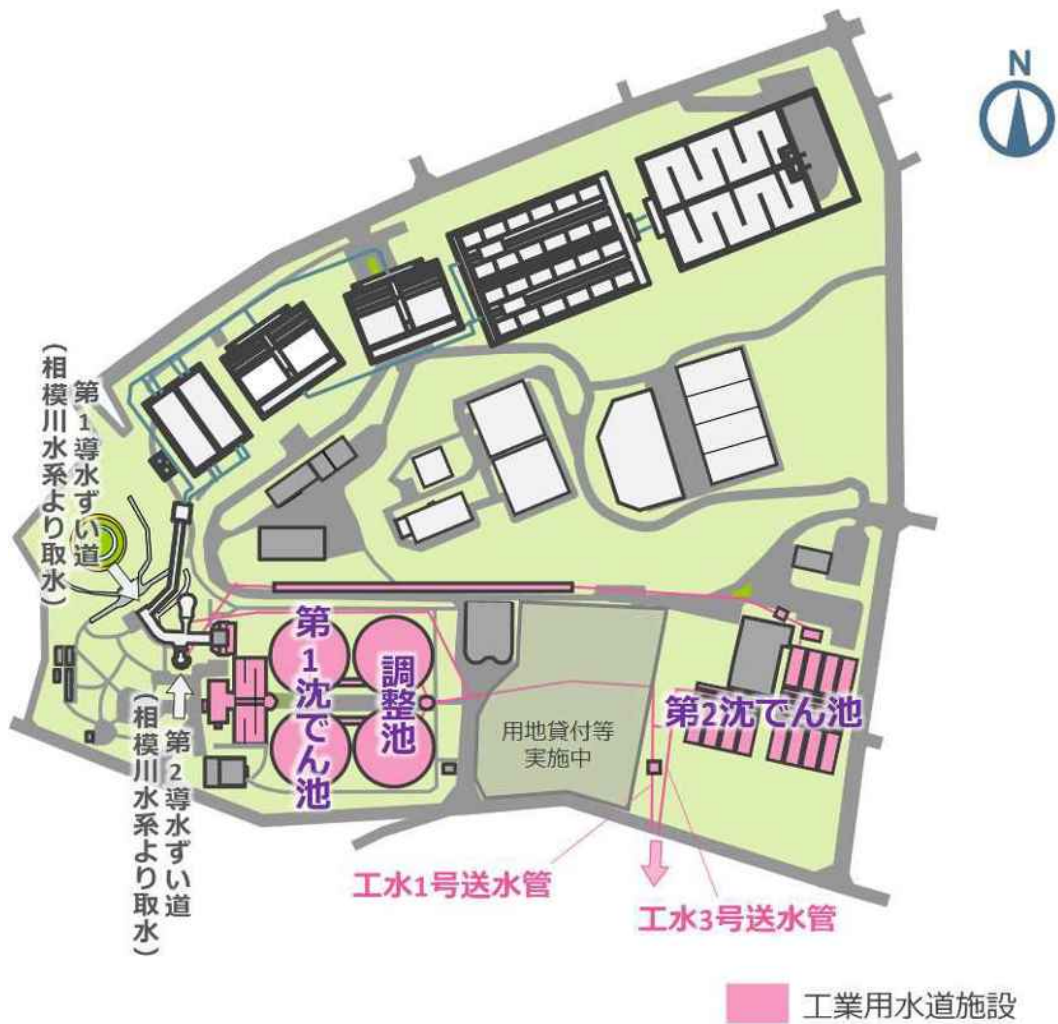 N
第1導水ずい道
(相模川水系より取水)
第1沈でん池
調整池
第2沈でん池
用地貸付等
実施中
第2導水ずい道
(相模川水系より取水)
工水1号送水管
工水3号送水管
工業用水道施設